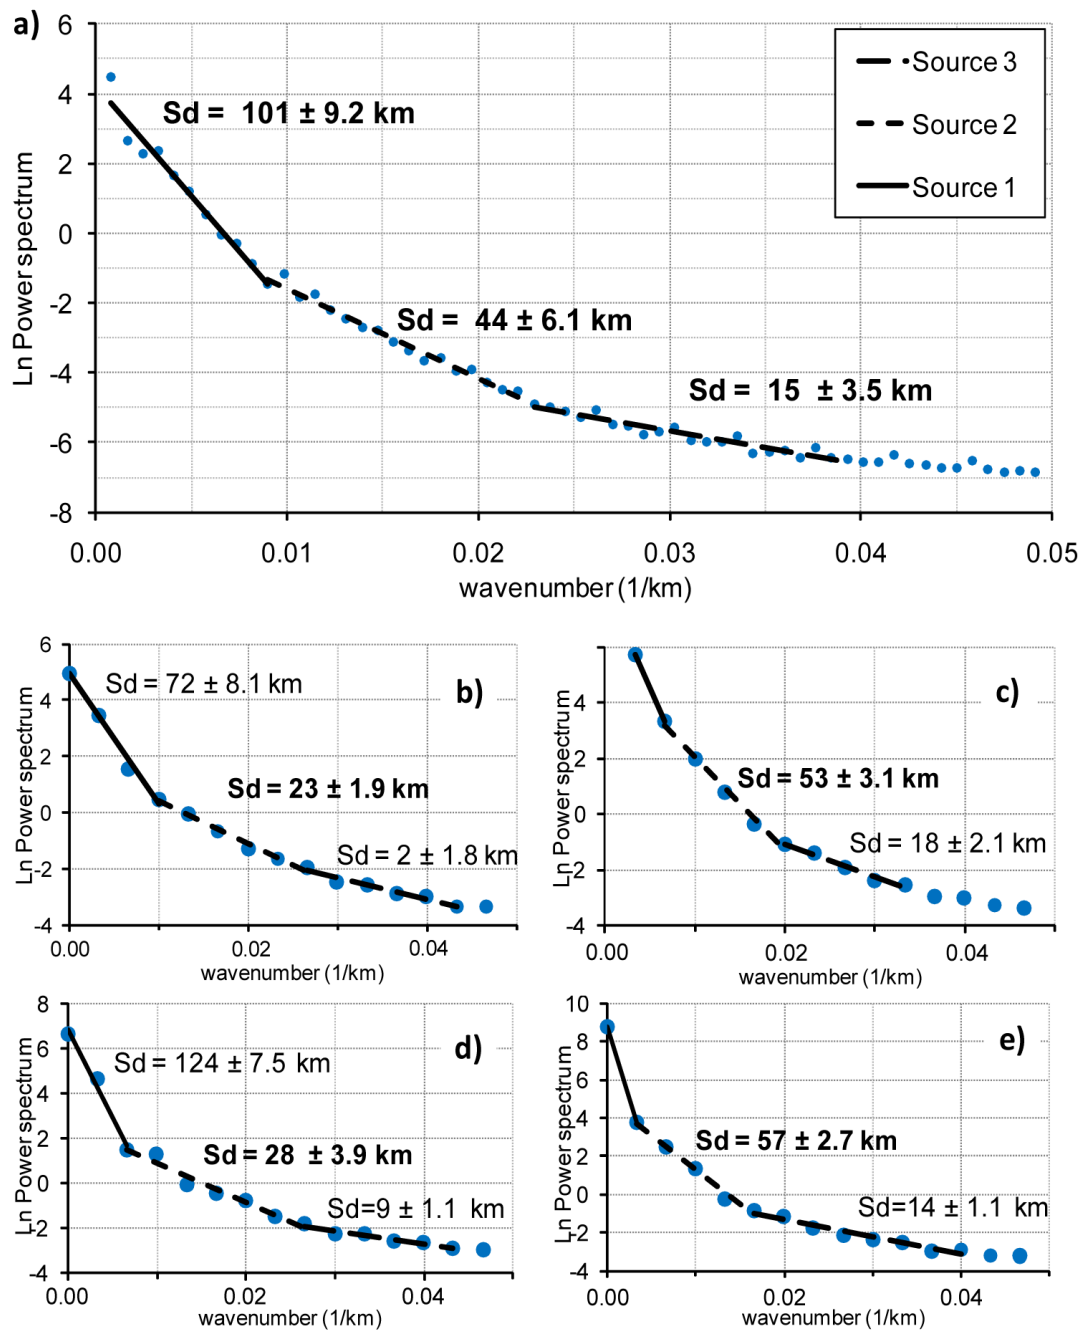 a)
6
4
2
0
-2
-4
-6
-8
Ln Power spectrum
Source 3
Source 2
Source 1
Sd = 101 ± 9.2 km
Sd = 44 ± 6.1 km
Sd = 15 ± 3.5 km
0.00 0.01 0.02 0.03 0.04 0.05
wavenumber (1/km)
b)
6
4
2
0
-2
-4
Ln Power spectrum
Sd = 72 ± 8.1 km
Sd = 23 ± 1.9 km
Sd = 2 ± 1.8 km
0.00 0.02 0.04
wavenumber (1/km)
c)
4
2
0
-2
-4
Ln Power spectrum
Sd = 53 ± 3.1 km
Sd = 18 ± 2.1 km
0.00 0.02 0.04
wavenumber (1/km)
d)
8
6
4
2
0
-2
-4
Ln Power spectrum
Sd = 124 ± 7.5 km
Sd = 28 ± 3.9 km
Sd=9 ± 1.1 km
0.00 0.02 0.04
wavenumber (1/km)
e)
10
8
6
4
2
0
-2
-4
Ln Power spectrum
Sd = 57 ± 2.7 km
Sd=14 ± 1.1 km
0.00 0.02 0.04
wavenumber (1/km)